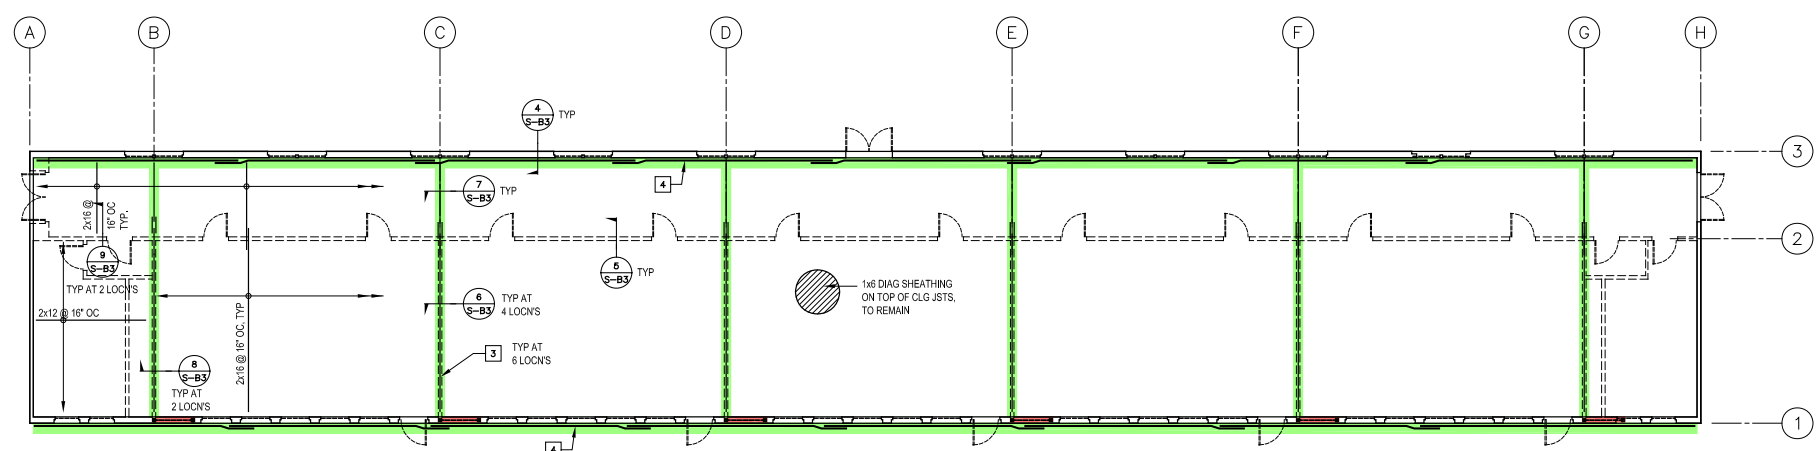 A B C D E F G H
4
S-B3
TYP
3
7
S-B3
TYP
4
2x16 @
16" OC
TYP.
2
9
S-B3
TYP AT 2 LOCN'S
5
S-B3
TYP
1x6 DIAG SHEATHING
ON TOP OF CLG JSTS,
TO REMAIN
6
S-B3
TYP AT
4 LOCN'S
2x12 @ 16" OC
2x16 @ 16" OC, TYP
3
TYP AT
6 LOCN'S
8
S-B3
TYP AT
2 LOCN'S
1
4